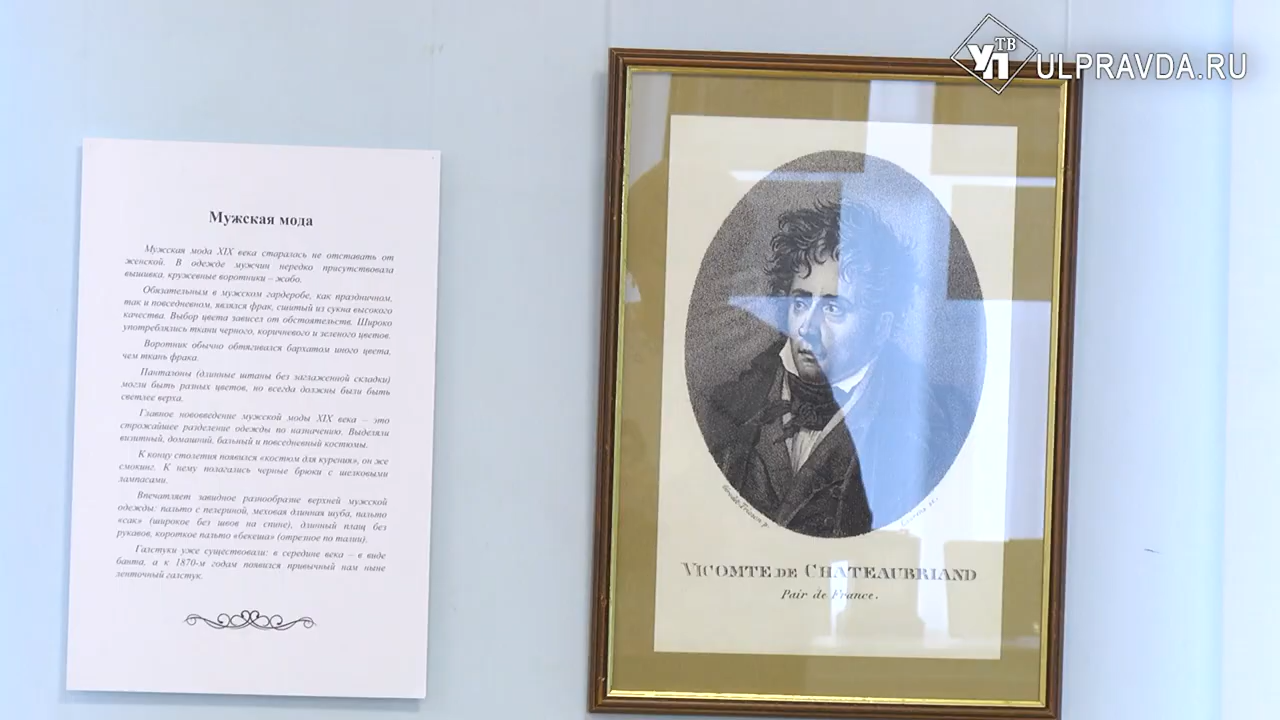 УП ТВ ULPRAVDA.RU
Мужская мода
Мужская мода XIX века старалась не отставать от
женской. В одежде мужчин нередко присутствовала
вышивка, кружевные воротники – жабо.
Обязательным в мужском гардеробе, как праздничном,
так и повседневном, являлся фрак, сшитый из сукна высокого
качества. Выбор цвета зависел от обстоятельств. Широко
употреблялись ткани черного, коричневого и зеленого цветов.
Воротник обычно обтягивался бархатом иного цвета,
чем ткань фрака.
Панталоны (длинные штаны без заглаженной складки)
могли быть разных цветов, но всегда должны были быть
светлее верха.
Главное нововведение мужской моды XIX века – это
строжайшее разделение одежды по назначению. Выделяли
визитный, домашний, бальный и повседневный костюмы.
К концу столетия появился «костюм для курения», он же
смокинг. К нему полагались черные брюки с шелковыми
лампасами.
Впечатляет завидное разнообразие верхней мужской
одежды: пальто с пелериной, меховая длинная шуба, пальто
«сак» (широкое без швов на спине), длинный плащ без
рукавов, короткое пальто «бекеша» (отрезное по талии).
Галстуки уже существовали: в середине века – в виде
банта, а к 1870-м годам появился привычный нам ныне
ленточный галстук.
VICOMTE DE CHATEAUBRIAND
Pair de France.